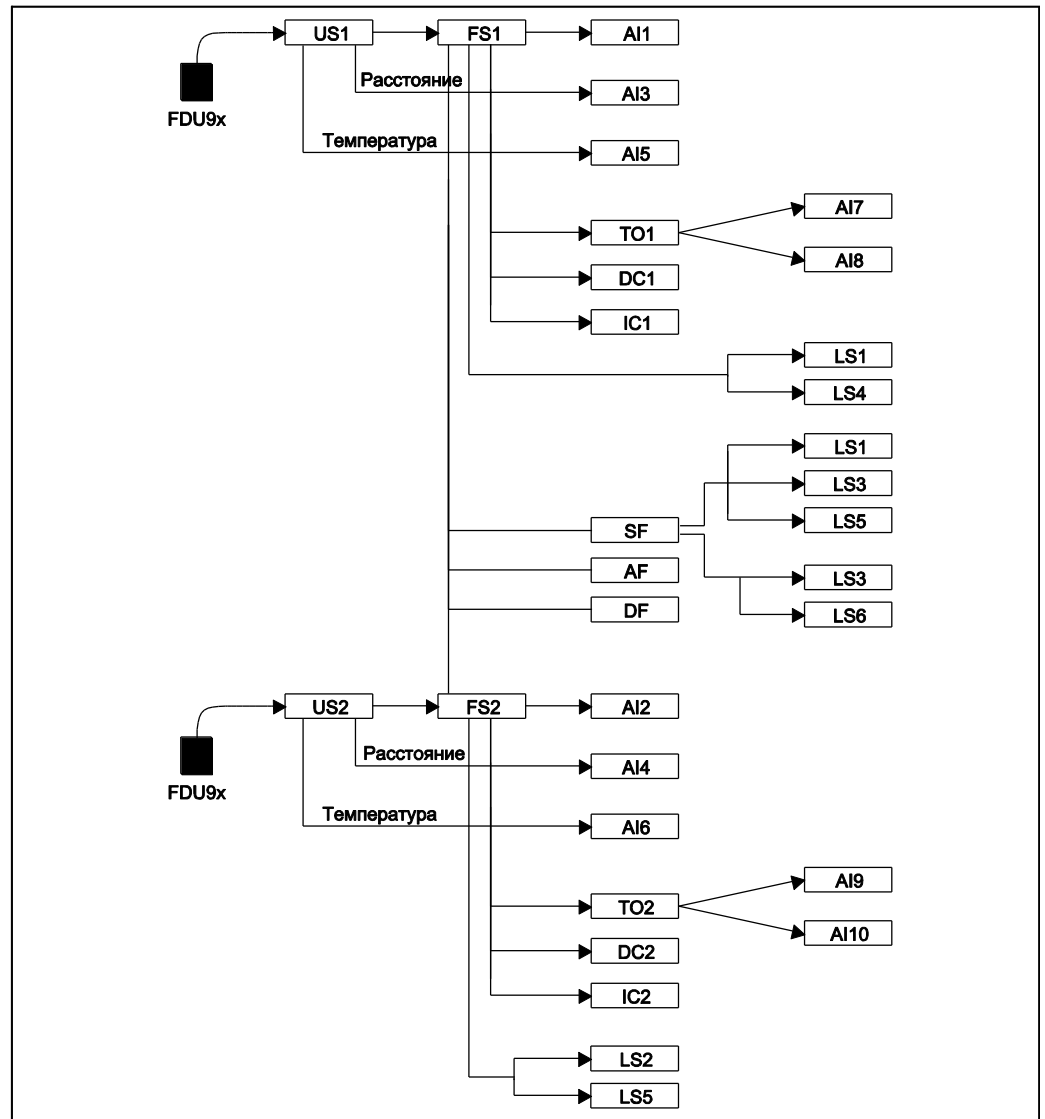 US1
FS1
AI1
FDU9x
Расстояние
AI3
Температура
AI5
AI7
TO1
AI8
DC1
IC1
LS1
LS4
LS1
LS3
SF
LS5
AF
LS3
DF
LS6
US2
FS2
AI2
FDU9x
Расстояние
AI4
Температура
AI6
AI9
TO2
AI10
DC2
IC2
LS2
LS5